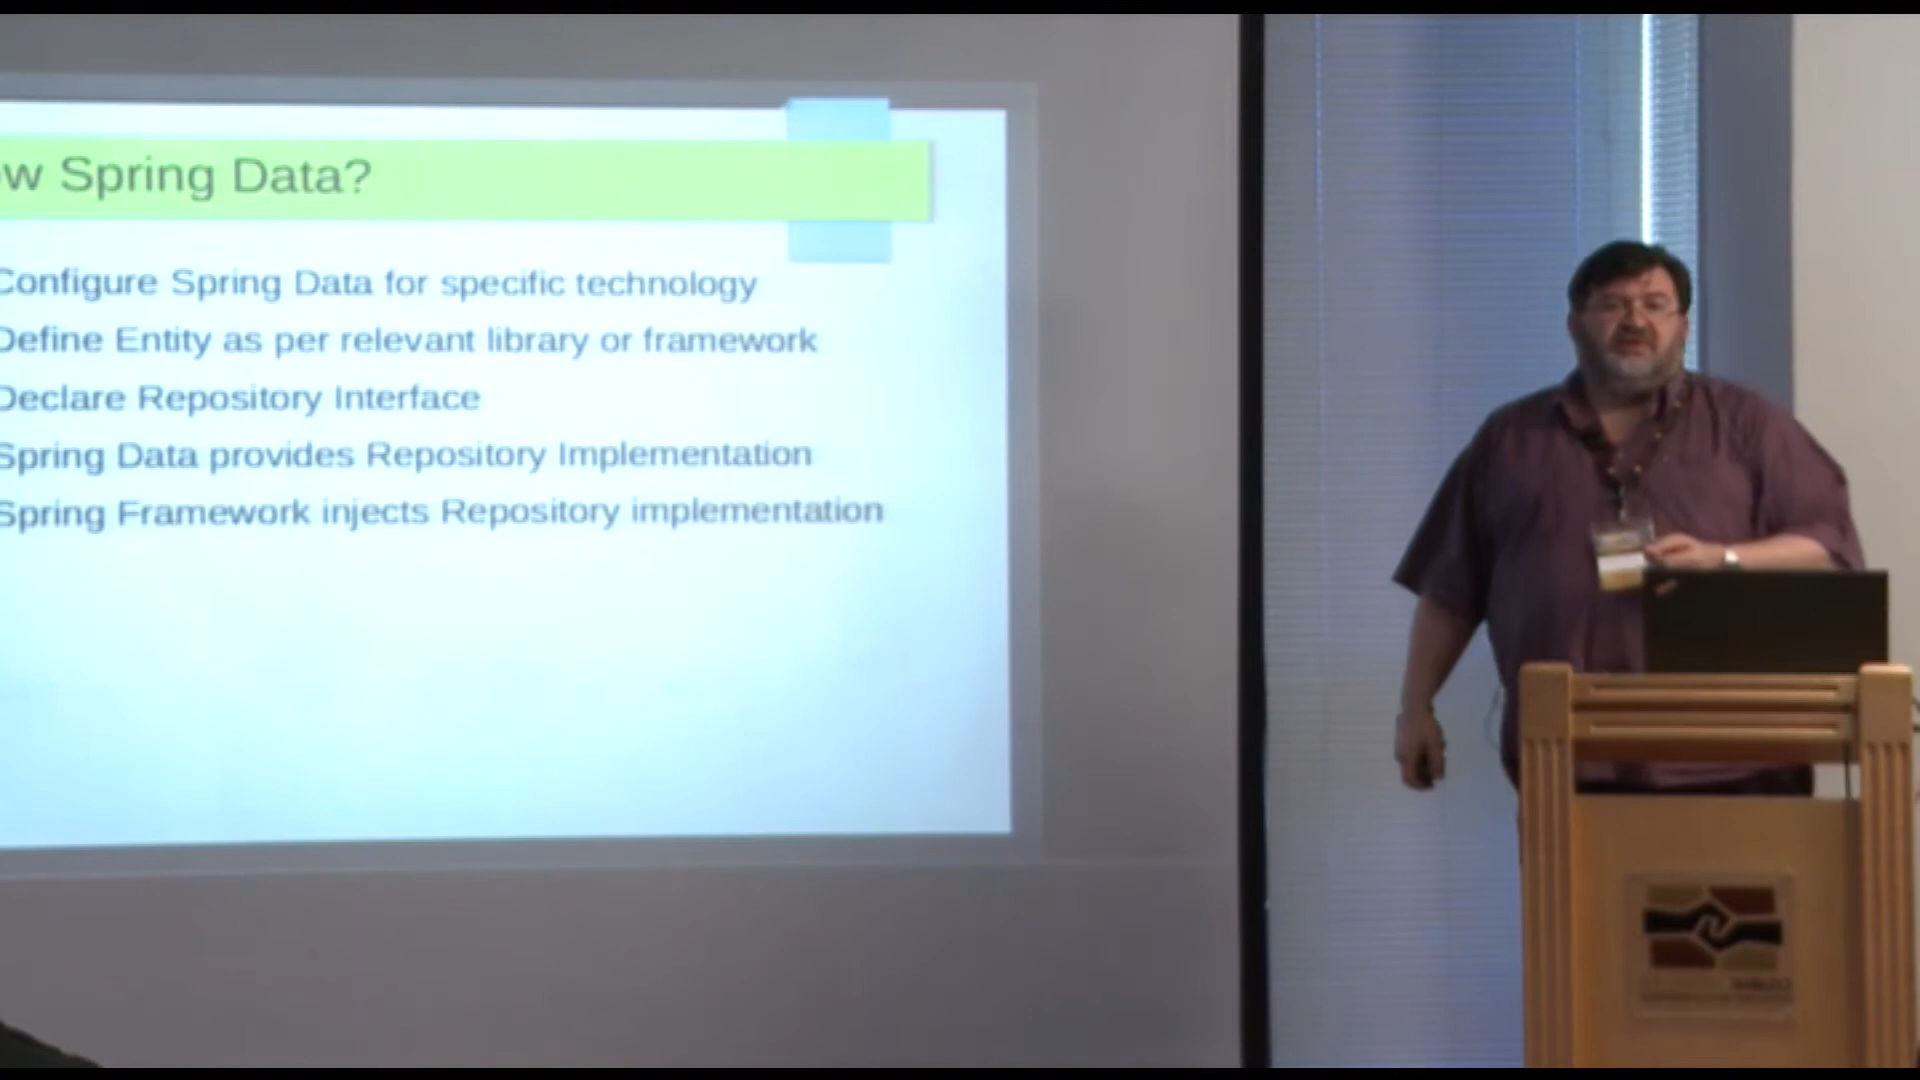 ow Spring Data?
Configure Spring Data for specific technology
Define Entity as per relevant library or framework
Declare Repository Interface
Spring Data provides Repository Implementation
Spring Framework injects Repository implementation